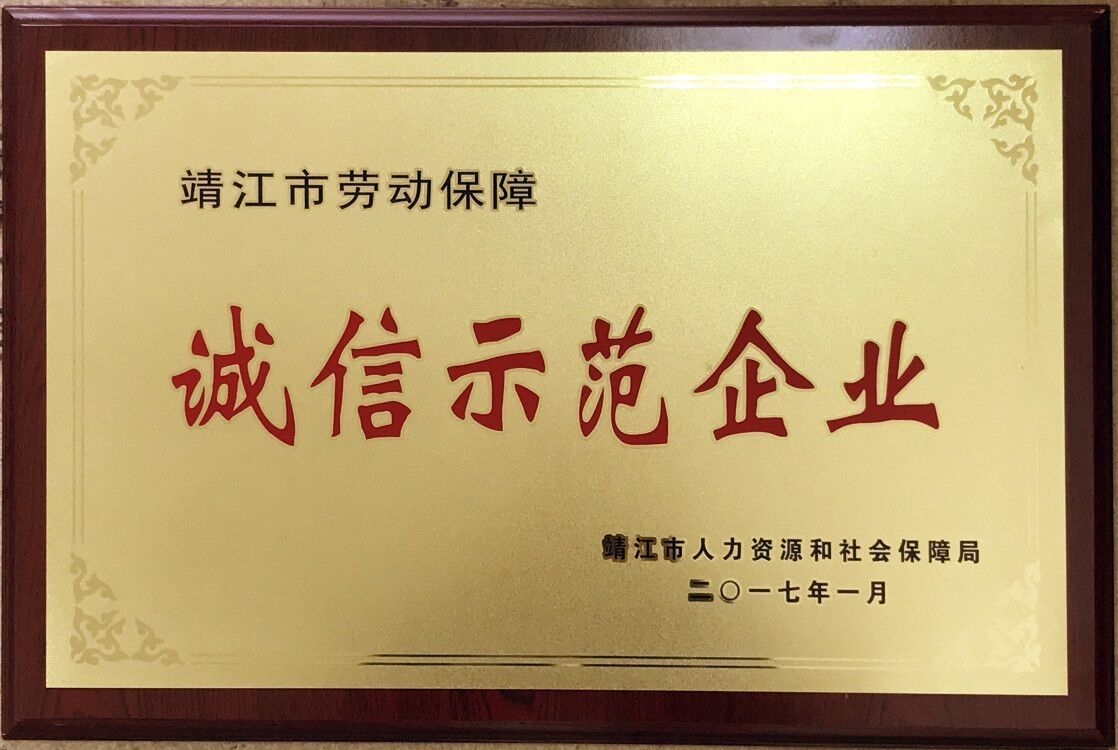 靖江市劳动保障
诚信示范企业
靖江市人力资源和社会保障局
二〇一七年一月